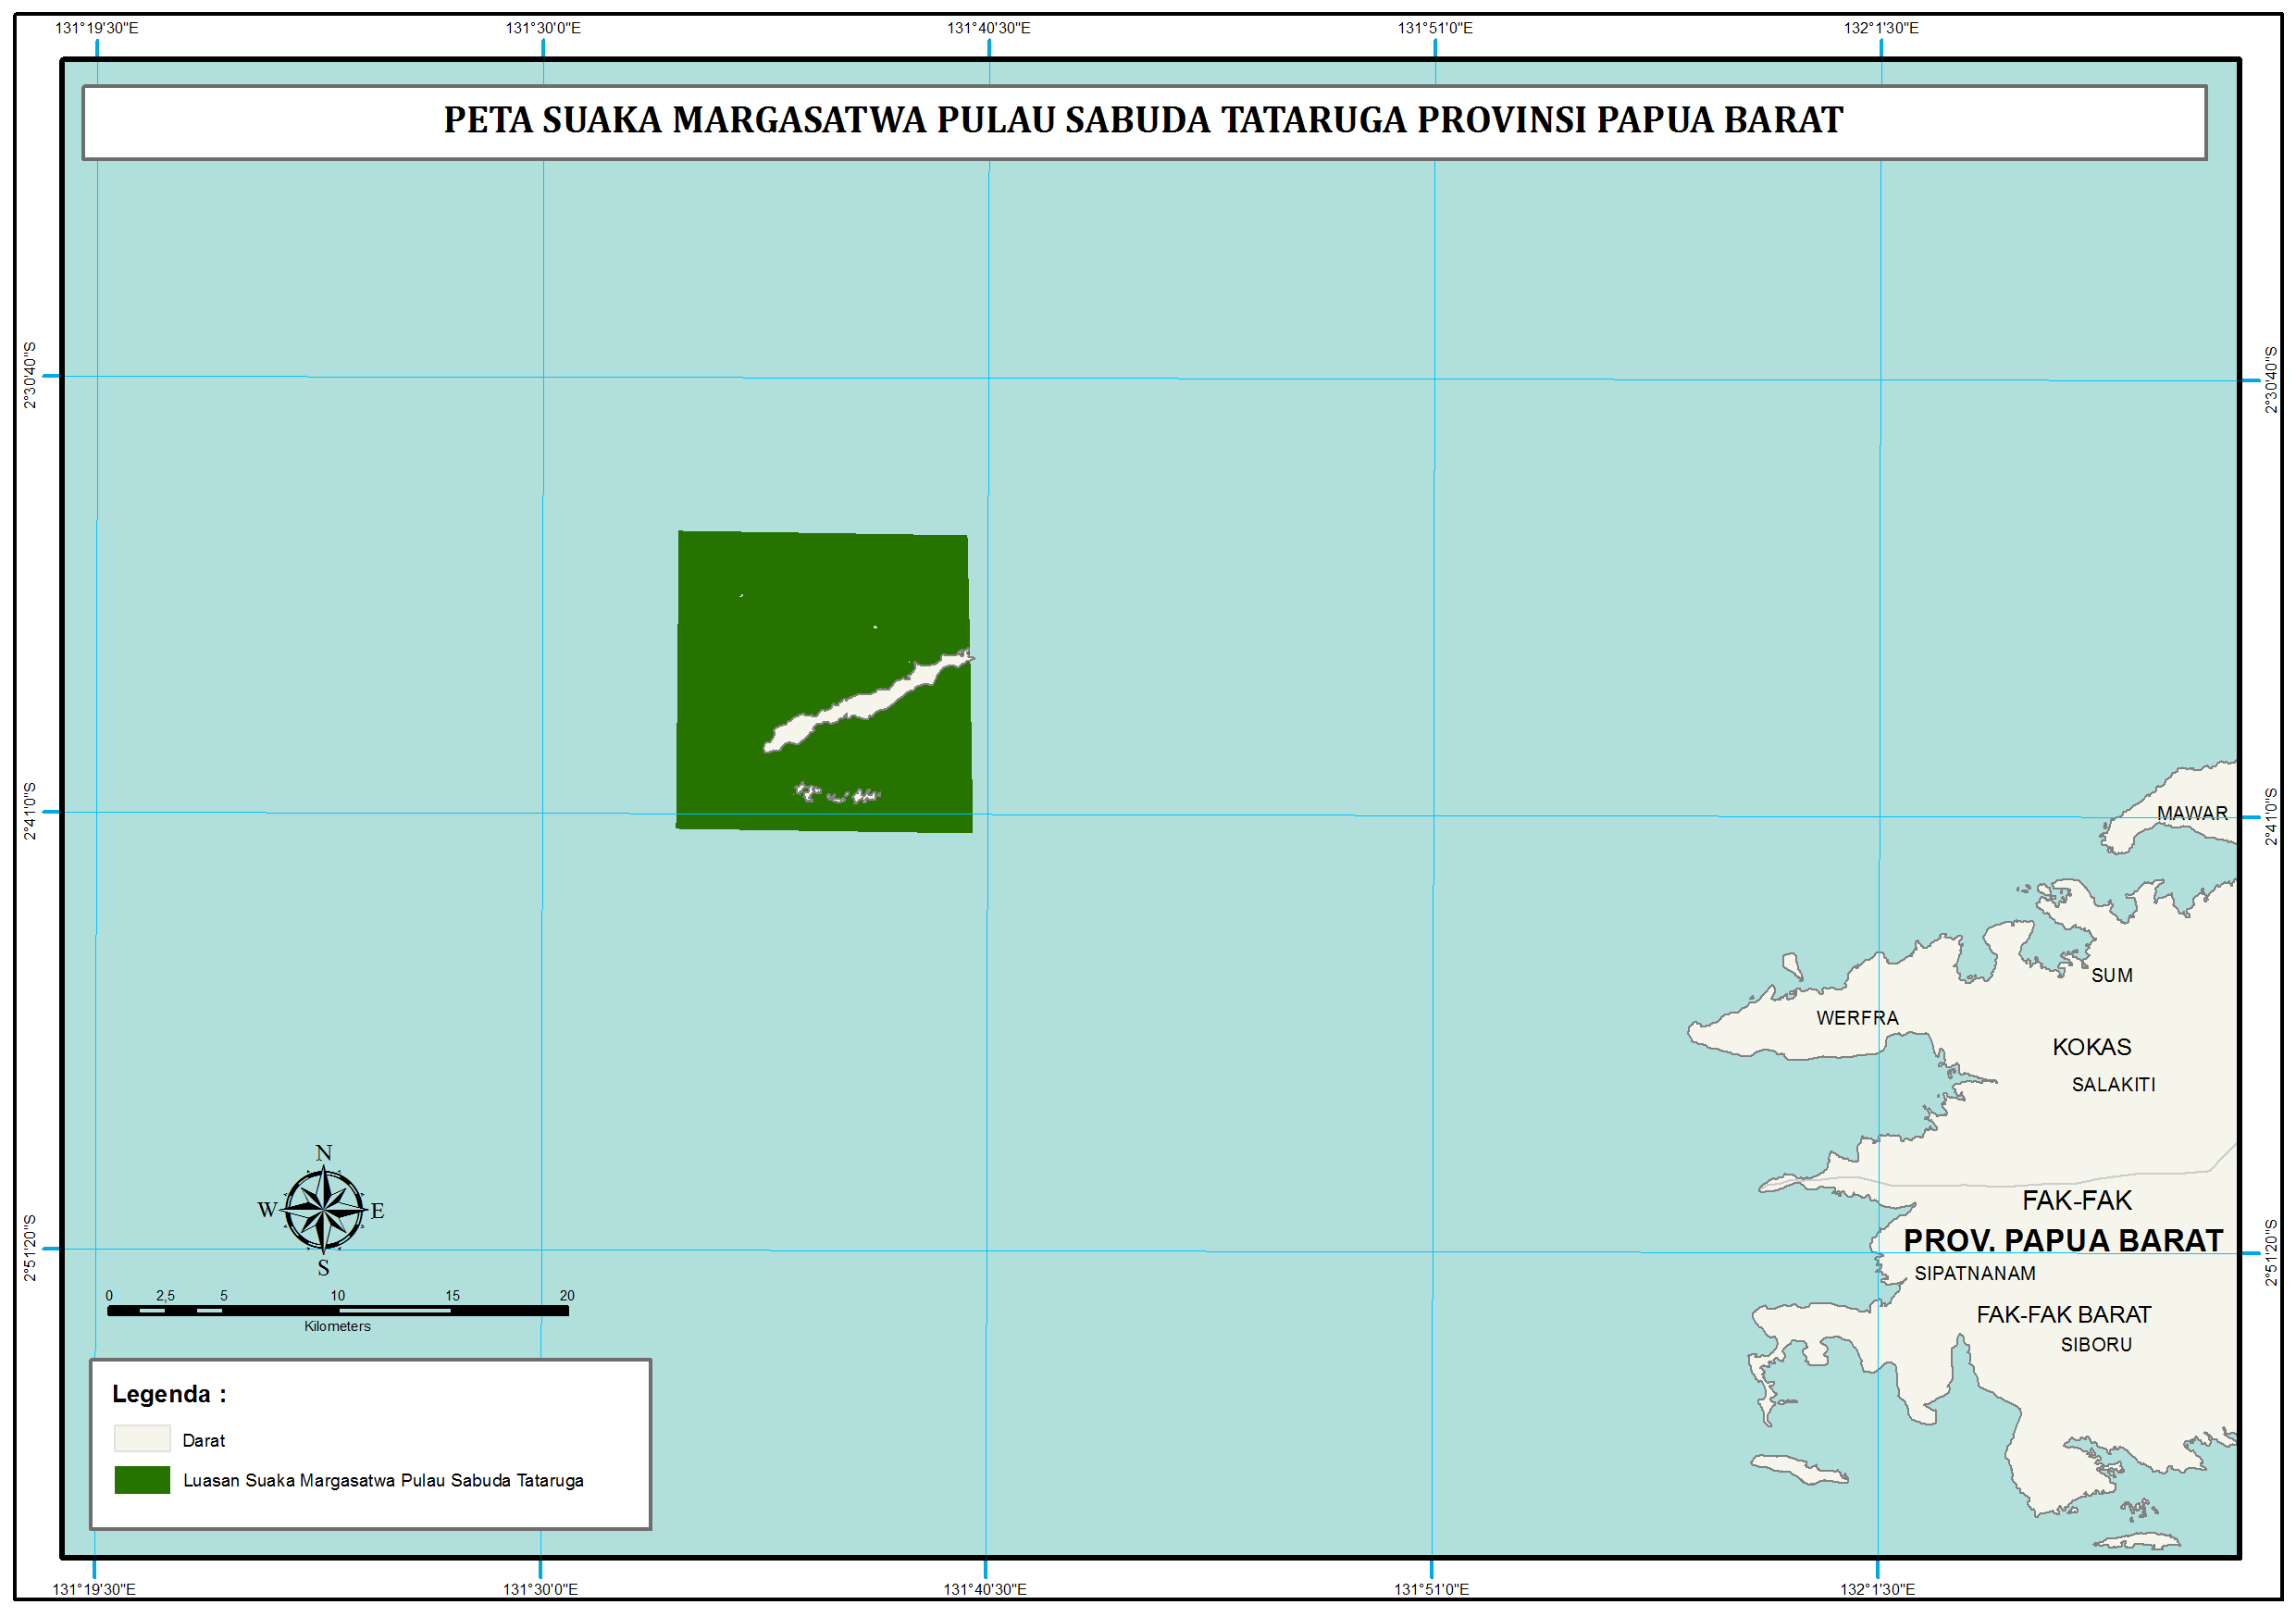 131°19'30"E 131°30'0"E 131°40'30"E 131°51'0"E 132°1'30"E
PETA SUAKA MARGASATWA PULAU SABUDA TATARUGA PROVINSI PAPUA BARAT
2°30'40"S 2°30'40"S
2°41'0"S 2°41'0"S
MAWAR
SUM
WERFRA
KOKAS
SALAKITI
N
W E
S
FAK-FAK
PROV. PAPUA BARAT
2°51'20"S 2°51'20"S
SIPATNANAM
FAK-FAK BARAT
SIBORU
0 2,5 5 10 15 20
Kilometers
Legenda :
Darat
Luasan Suaka Margasatwa Pulau Sabuda Tataruga
131°19'30"E 131°30'0"E 131°40'30"E 131°51'0"E 132°1'30"E